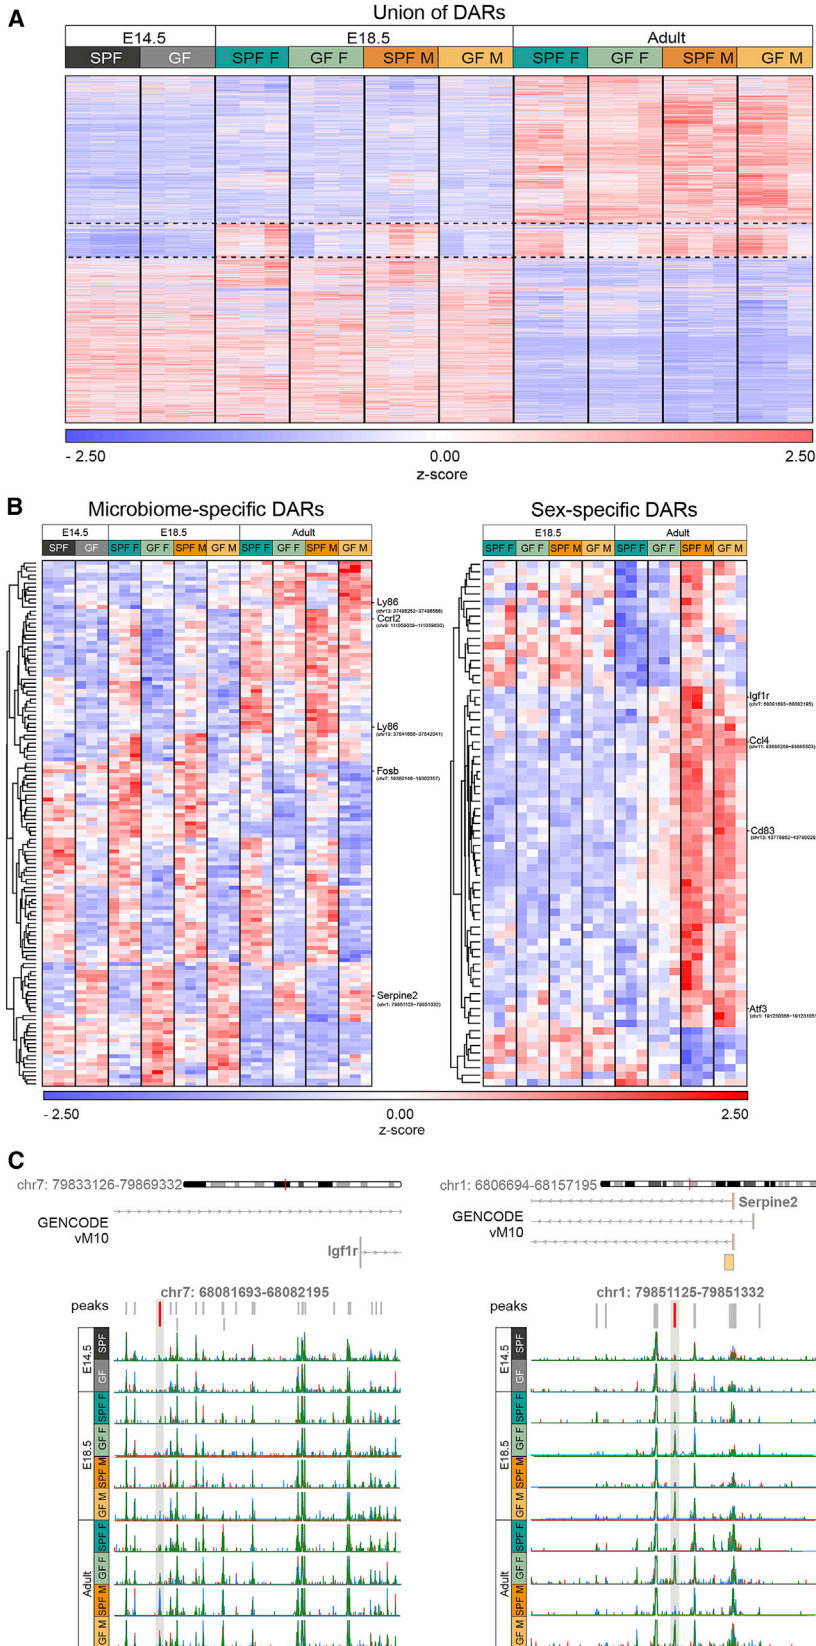 A
Union of DARs
E14.5 E18.5 Adult
SPF GF SPF F GF F SPF M GF M SPF F GF F SPF M GF M
- 2.50 0.00 2.50
z-score
B
Microbiome-specific DARs
E14.5 E18.5 Adult
SPF GF SPF F GF F SPF M GF M SPF F GF F SPF M GF M
Ly86
Ccrl2
Ly86
Fosb
Serpine2
(chr1: 79851125-79851332)
Sex-specific DARs
E18.5 Adult
SPF F GF F SPF M GF M SPF F GF F SPF M GF M
Igf1r
(chr7: 68081693-68082195)
Ccl4
Cd83
Atf3
- 2.50 0.00 2.50
z-score
C
chr7: 79833126-79869332
GENCODE
vM10
Igf1r
chr7: 68081693-68082195
peaks
E14.5
SPF
GF
E18.5
SPF F
GF F
SPF M
GF M
Adult
SPF F
GF F
SPF M
GF M
chr1: 6806694-68157195
Serpine2
GENCODE
vM10
chr1: 79851125-79851332
peaks
E14.5
SPF
GF
E18.5
SPF F
GF F
SPF M
GF M
Adult
SPF F
GF F
SPF M
GF M